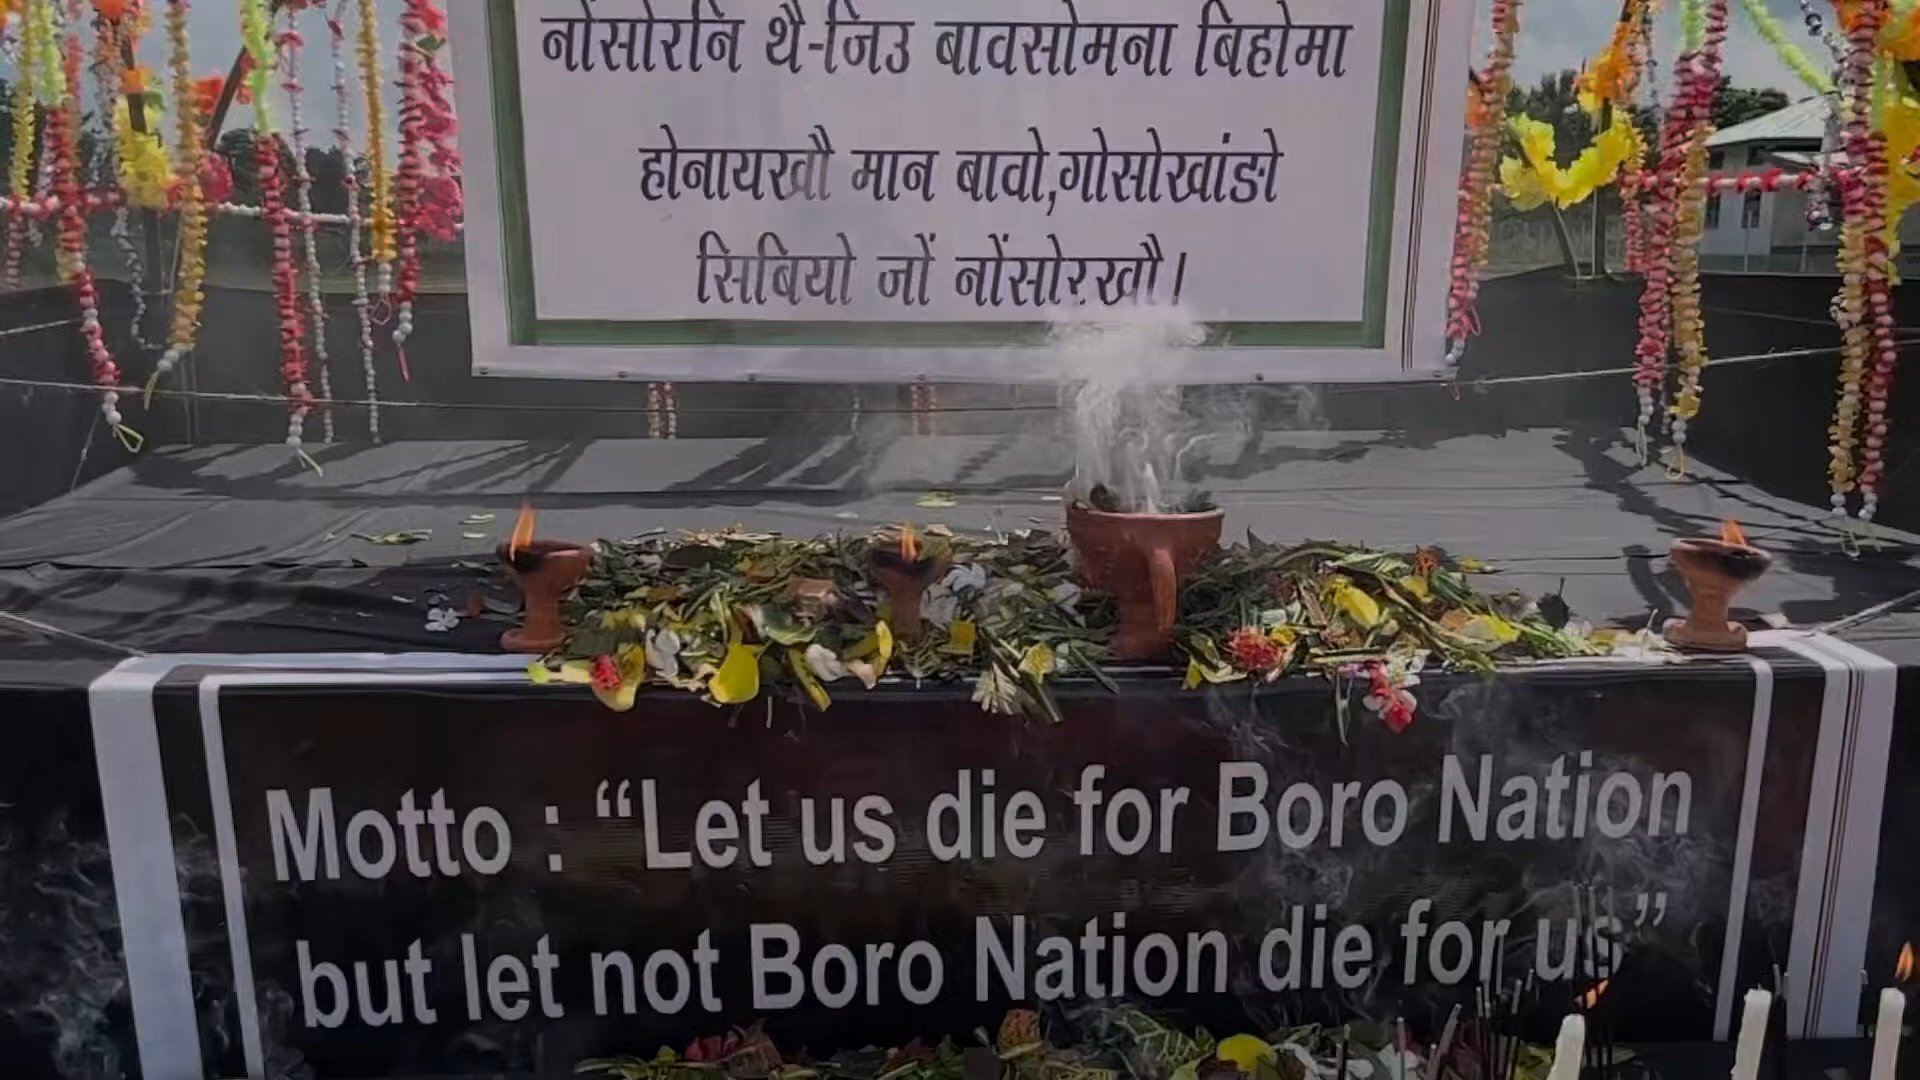 नोंसोरनि थै-जिउ बावसोमना बिहोमा
होनायखौ मान बावो,गोसोखांङो
सिबियो जों नोंसोरखौ।
Motto : “Let us die for Boro Nation
but let not Boro Nation die for us”